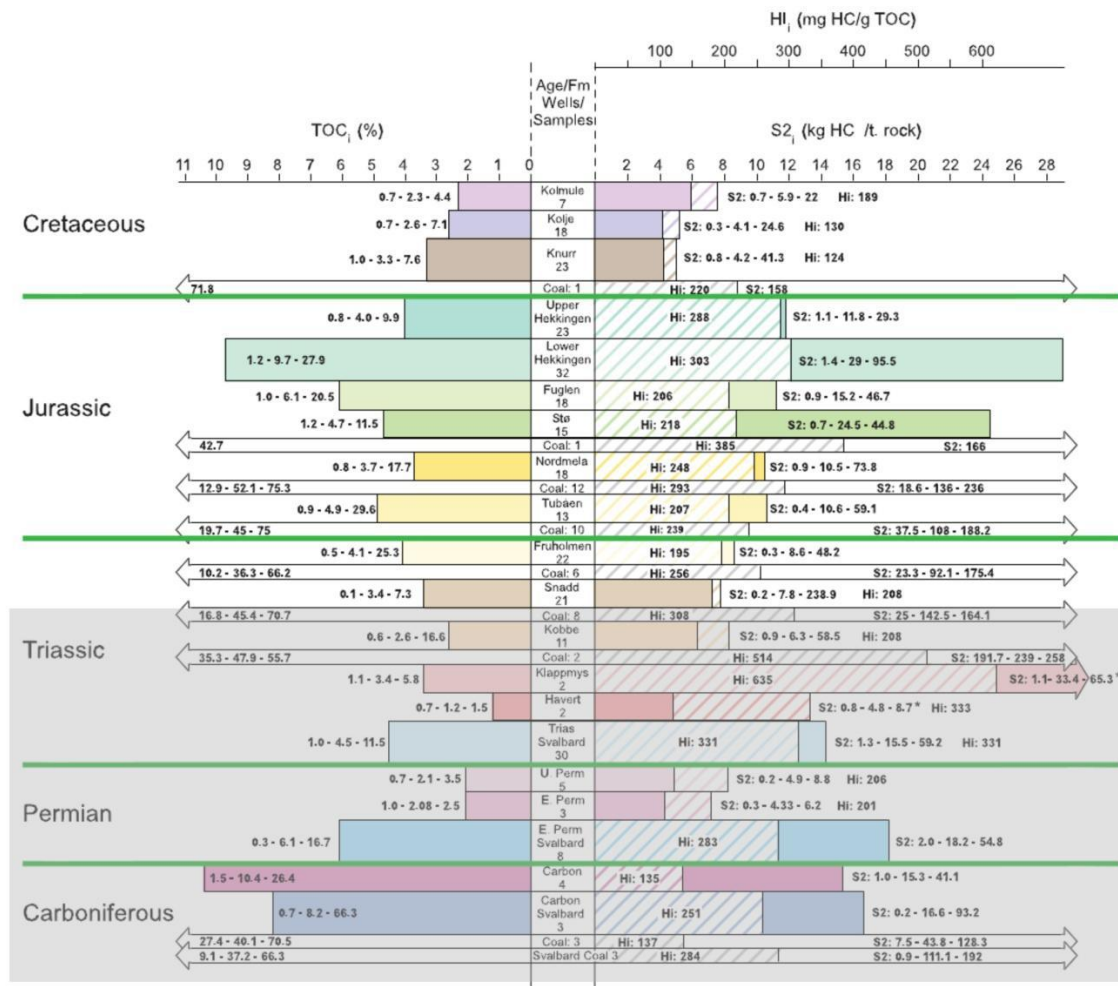 HIi (mg HC/g TOC)
100 200 300 400 500 600
Age/Fm
Wells/
Samples
TOCi (%)
S2i (kg HC /t. rock)
11 10 9 8 7 6 5 4 3 2 1 0
2 4 6 8 10 12 14 16 18 20 22 24 26 28
Cretaceous
0.7 - 2.3 - 4.4 Kolmule 7 S2: 0.7 - 5.9 - 22 Hi: 189
0.7 - 2.6 - 7.1 Kolje 18 S2: 0.3 - 4.1 - 24.6 Hi: 130
1.0 - 3.3 - 7.6 Knurr 23 S2: 0.8 - 4.2 - 41.3 Hi: 124
71.8 Coal: 1 Hi: 220 S2: 158
Jurassic
0.8 - 4.0 - 9.9 Upper Hekkingen 23 Hi: 288 S2: 1.1 - 11.8 - 29.3
1.2 - 9.7 - 27.9 Lower Hekkingen 32 Hi: 303 S2: 1.4 - 29 - 95.5
1.0 - 6.1 - 20.5 Fuglen 18 Hi: 206 S2: 0.9 - 15.2 - 46.7
1.2 - 4.7 - 11.5 Stø 15 Hi: 218 S2: 0.7 - 24.5 - 44.8
42.7 Coal: 1 Hi: 385 S2: 166
0.8 - 3.7 - 17.7 Nordmela 18 Hi: 248 S2: 0.9 - 10.5 - 73.8
12.9 - 52.1 - 75.3 Coal: 12 Hi: 293 S2: 18.6 - 136 - 236
0.9 - 4.9 - 29.6 Tubåen 13 Hi: 207 S2: 0.4 - 10.6 - 59.1
19.7 - 45 - 75 Coal: 10 Hi: 239 S2: 37.5 - 108 - 188.2
Triassic
0.5 - 4.1 - 25.3 Fruholmen 22 Hi: 195 S2: 0.3 - 8.6 - 48.2
10.2 - 36.3 - 66.2 Coal: 6 Hi: 256 S2: 23.3 - 92.1 - 175.4
0.1 - 3.4 - 7.3 Snadd 21 S2: 0.2 - 7.8 - 238.9 Hi: 208
16.8 - 45.4 - 70.7 Coal: 8 Hi: 308 S2: 25 - 142.5 - 164.1
0.6 - 2.6 - 16.6 Kobbe 11 S2: 0.9 - 6.3 - 58.5 Hi: 208
35.3 - 47.9 - 55.7 Coal: 2 Hi: 514 S2: 191.7 - 239 - 258
1.1 - 3.4 - 5.8 Klappmys 2 Hi: 635 S2: 1.1- 33.4 - 65.3*
0.7 - 1.2 - 1.5 Havert 2 S2: 0.8 - 4.8 - 8.7* Hi: 333
1.0 - 4.5 - 11.5 Trias Svalbard 30 Hi: 331 S2: 1.3 - 15.5 - 59.2 Hi: 331
Permian
0.7 - 2.1 - 3.5 U. Perm 5 S2: 0.2 - 4.9 - 8.8 Hi: 206
1.0 - 2.08 - 2.5 E. Perm 3 S2: 0.3 - 4.33 - 6.2 Hi: 201
0.3 - 6.1 - 16.7 E. Perm Svalbard 8 Hi: 283 S2: 2.0 - 18.2 - 54.8
Carboniferous
1.5 - 10.4 - 26.4 Carbon 4 Hi: 135 S2: 1.0 - 15.3 - 41.1
0.7 - 8.2 - 66.3 Carbon Svalbard 3 Hi: 251 S2: 0.2 - 16.6 - 93.2
27.4 - 40.1 - 70.5 Coal: 3 Hi: 137 S2: 7.5 - 43.8 - 128.3
9.1 - 37.2 - 66.3 Svalbard Coal 3 Hi: 284 S2: 0.9 - 111.1 - 192